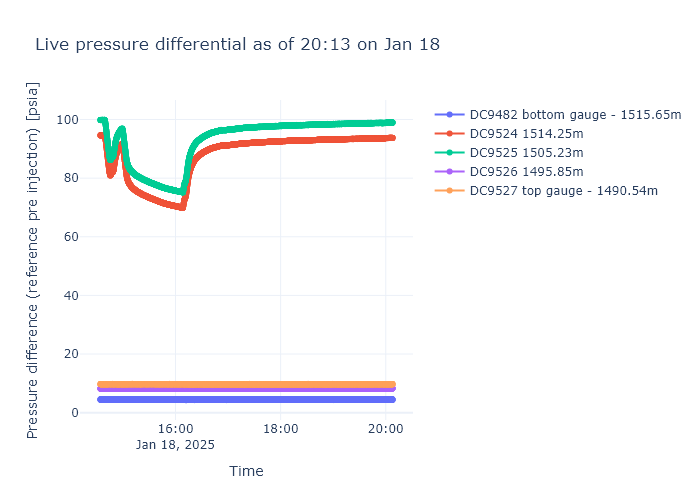 Live pressure differential as of 20:13 on Jan 18
Pressure difference (reference pre injection) [psia]
100
80
60
40
20
0
16:00
Jan 18, 2025
18:00
20:00
Time
DC9482 bottom gauge - 1515.65m
DC9524 1514.25m
DC9525 1505.23m
DC9526 1495.85m
DC9527 top gauge - 1490.54m